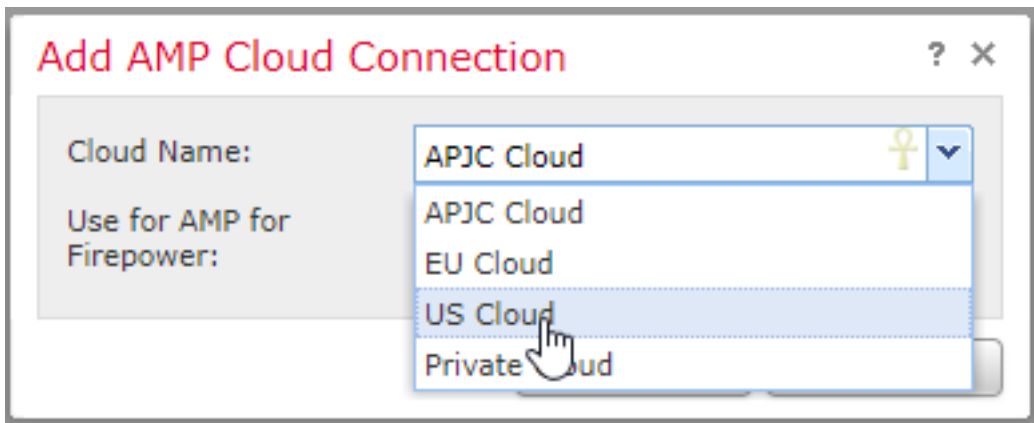 Add AMP Cloud Connection ? ×
Cloud Name:
APJC Cloud
Use for AMP for
Firepower:
APJC Cloud
EU Cloud
US Cloud
Private Cloud